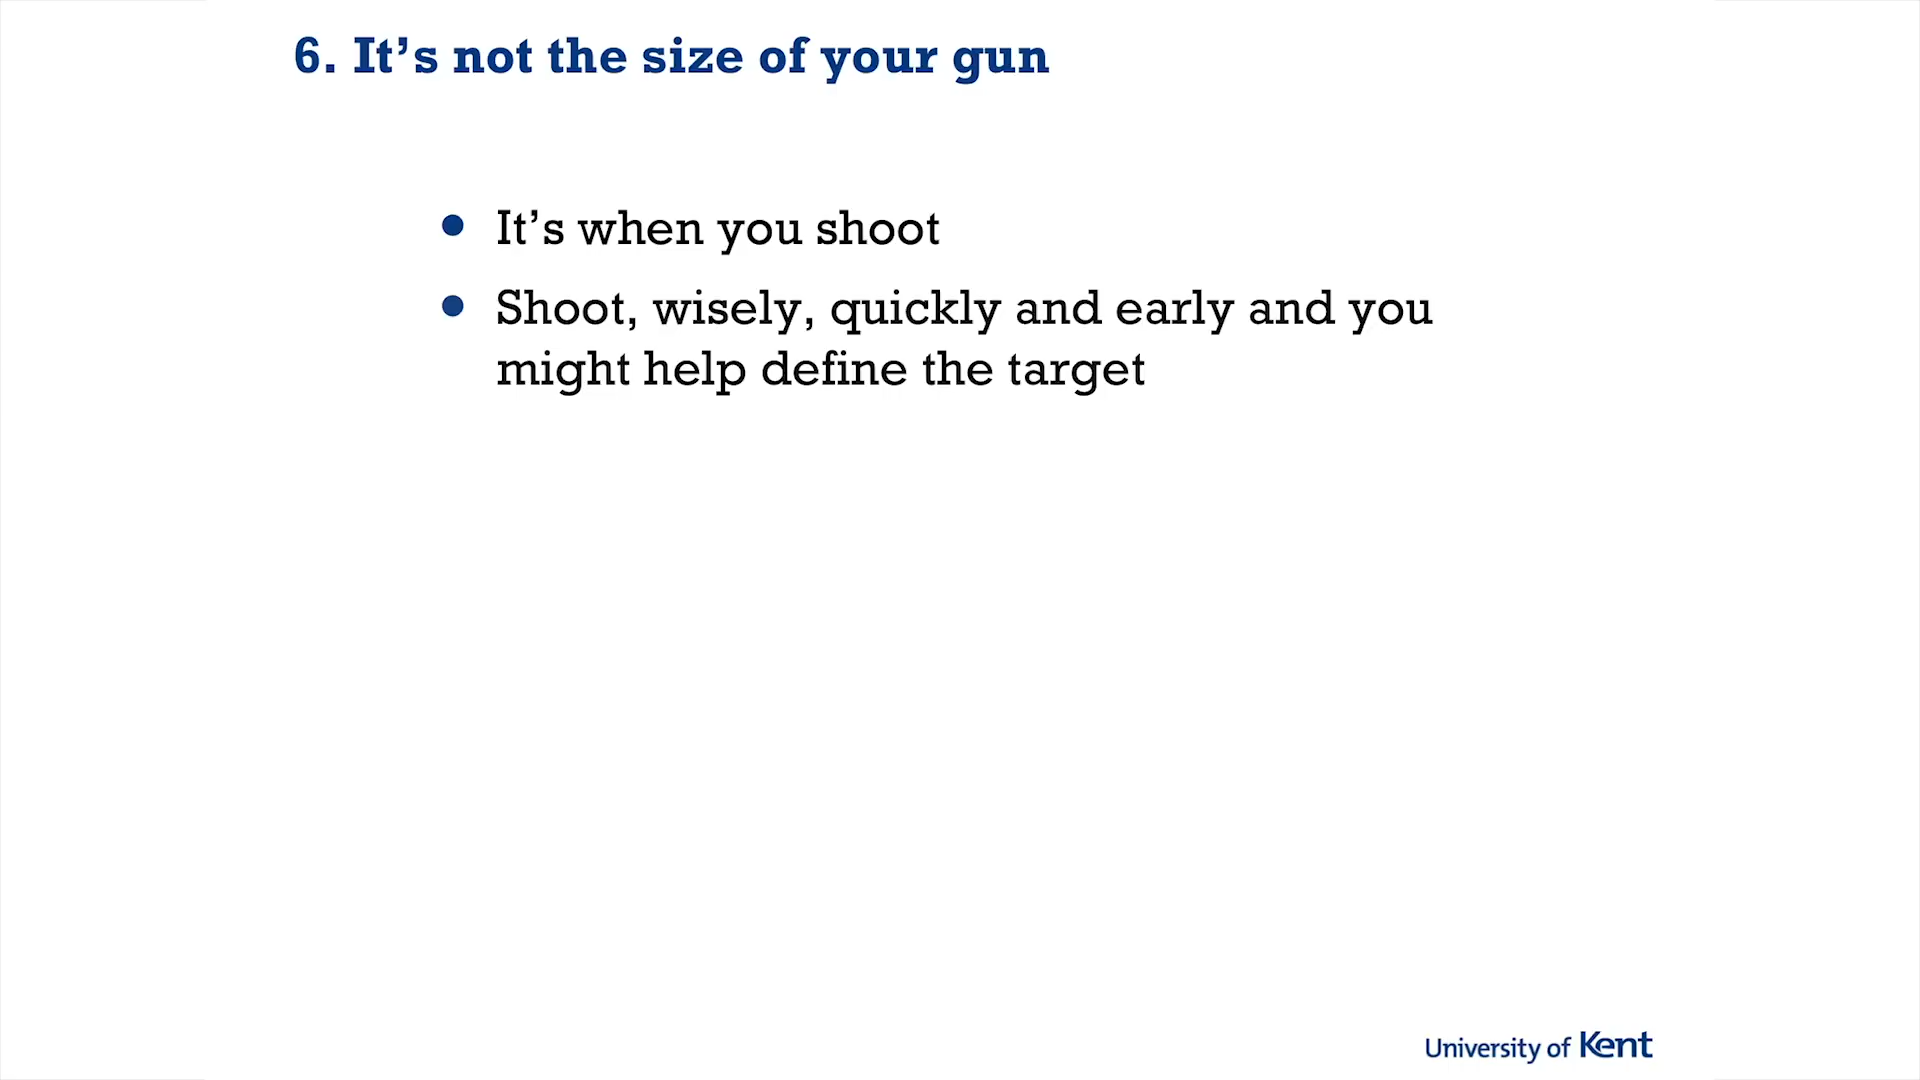 6. It’s not the size of your gun
• It’s when you shoot
• Shoot, wisely, quickly and early and you
might help define the target
University of Kent